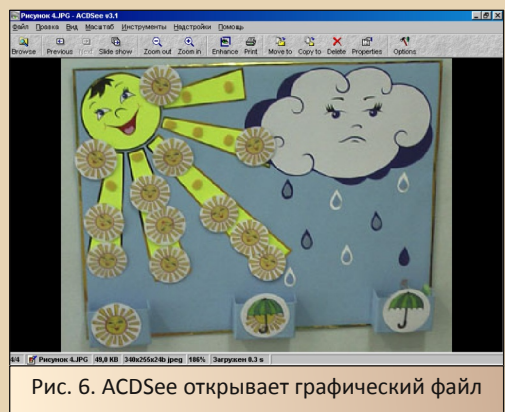 Рисунок 4.JPG - ACDSee v3.1
Файл Правка Вид Масштаб Инструменты Надстройки Помощь
Browse Previous Next Slide show Zoom out Zoom in Enhance Print Move to Copy to Delete Properties Options
4/4 Рисунок 4.JPG 49,0 KB 340x255x24b jpeg 186% Загружен 0.3 s
Рис. 6. ACDSee открывает графический файл